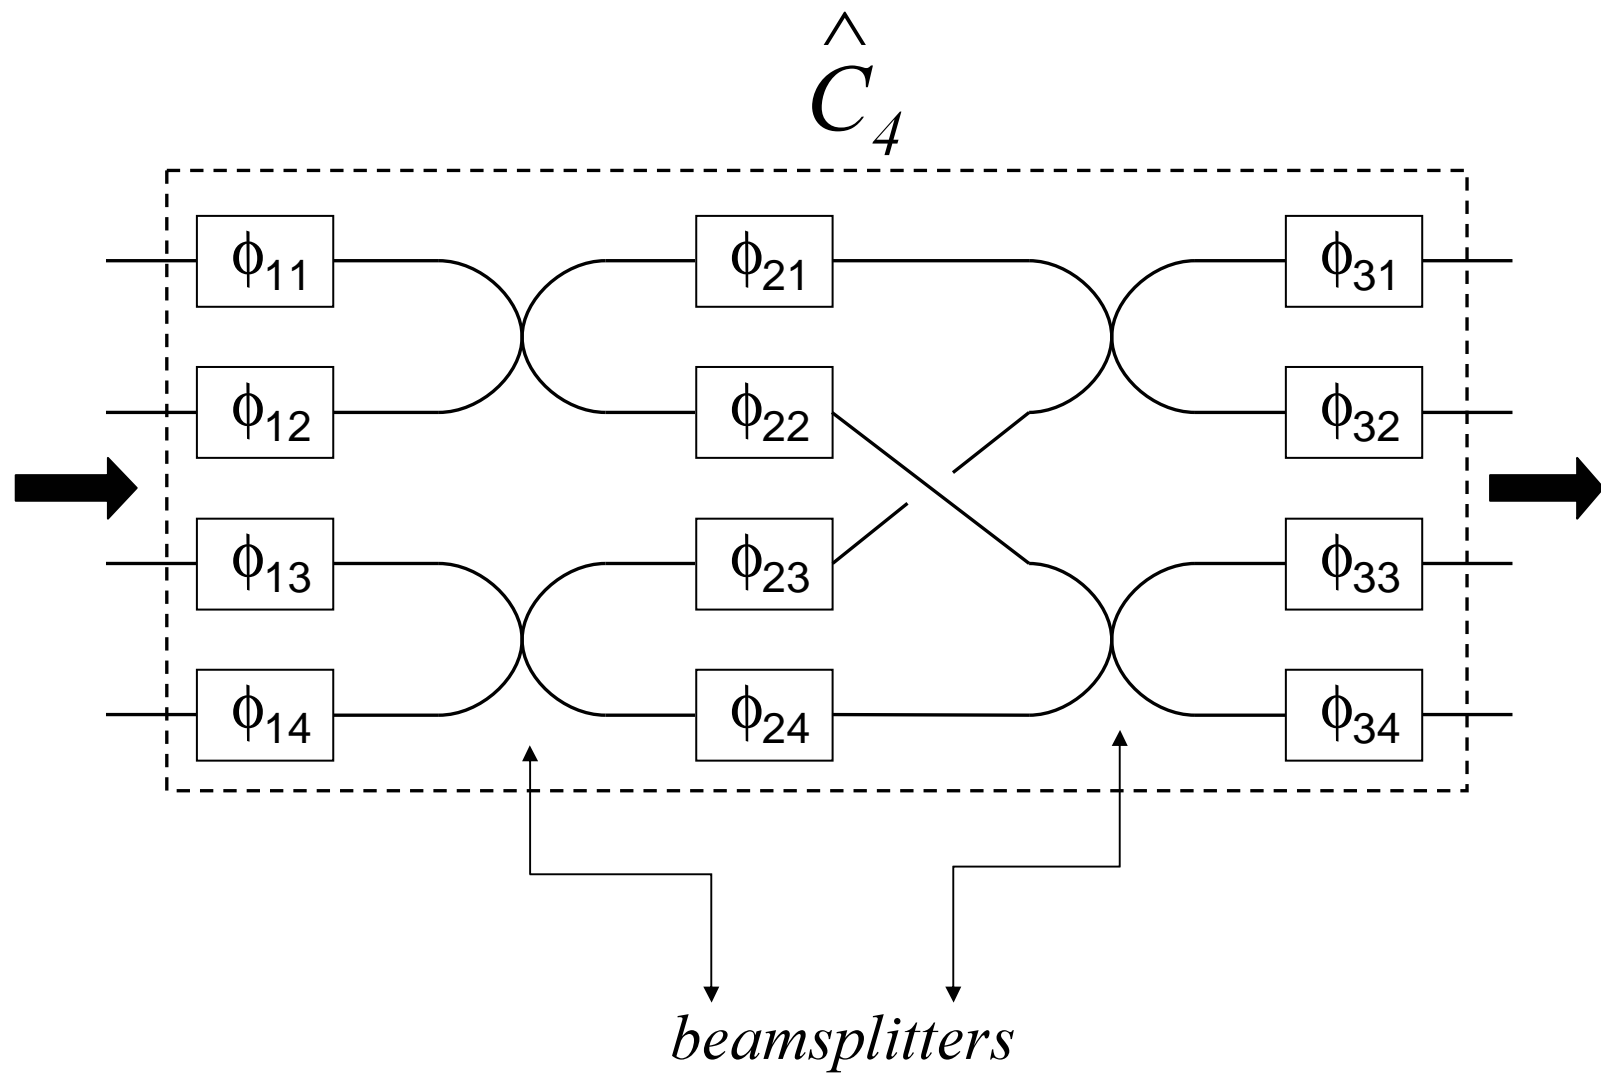 Ĉ₄
ϕ₁₁ ϕ₂₁ ϕ₃₁
ϕ₁₂ ϕ₂₂ ϕ₃₂
ϕ₁₃ ϕ₂₃ ϕ₃₃
ϕ₁₄ ϕ₂₄ ϕ₃₄
beamsplitters